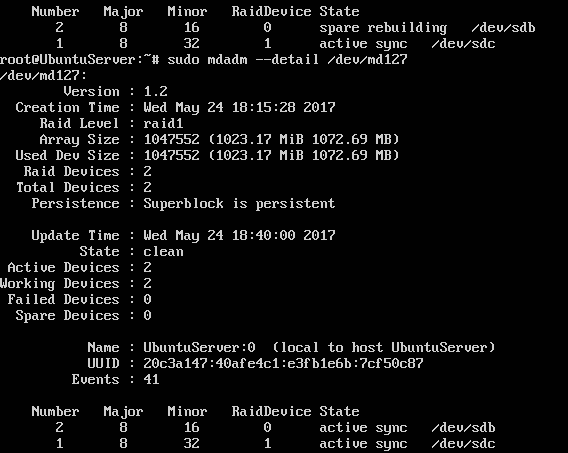 Number Major Minor RaidDevice State
2 8 16 0 spare rebuilding /dev/sdb
1 8 32 1 active sync /dev/sdc
root@UbuntuServer:~# sudo mdadm --detail /dev/md127
/dev/md127:
Version : 1.2
Creation Time : Wed May 24 18:15:28 2017
Raid Level : raid1
Array Size : 1047552 (1023.17 MiB 1072.69 MB)
Used Dev Size : 1047552 (1023.17 MiB 1072.69 MB)
Raid Devices : 2
Total Devices : 2
Persistence : Superblock is persistent
Update Time : Wed May 24 18:40:00 2017
State : clean
Active Devices : 2
Working Devices : 2
Failed Devices : 0
Spare Devices : 0
Name : UbuntuServer:0 (local to host UbuntuServer)
UUID : 20c3a147:40afe4c1:e3fb1e6b:7cf50c87
Events : 41
Number Major Minor RaidDevice State
2 8 16 0 active sync /dev/sdb
1 8 32 1 active sync /dev/sdc